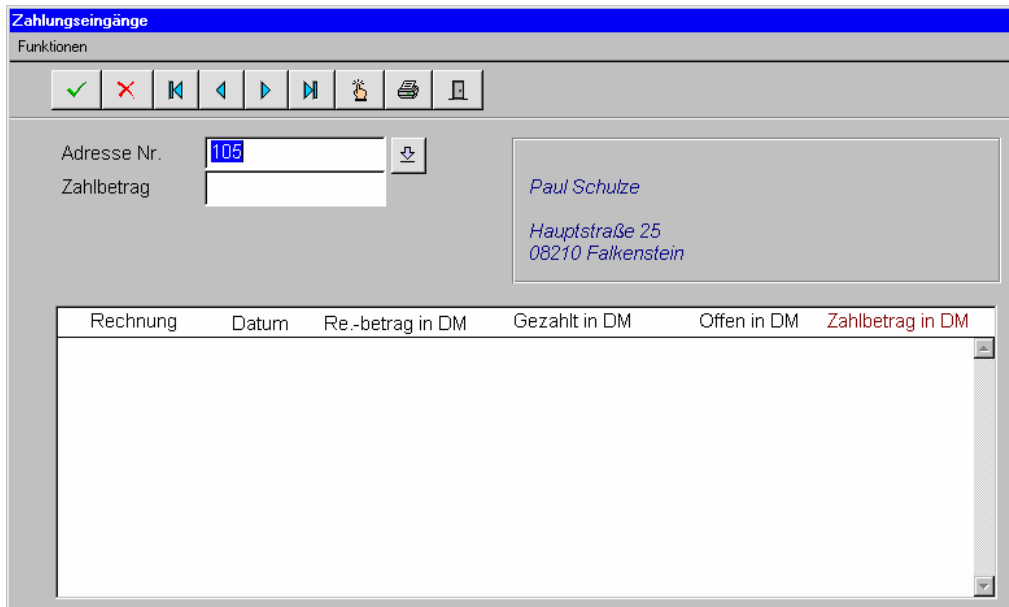 Zahlungseingänge
Funktionen
Adresse Nr. 105
Zahlbetrag
Paul Schulze
Hauptstraße 25
08210 Falkenstein
Rechnung Datum Re.-betrag in DM Gezahlt in DM Offen in DM Zahlbetrag in DM